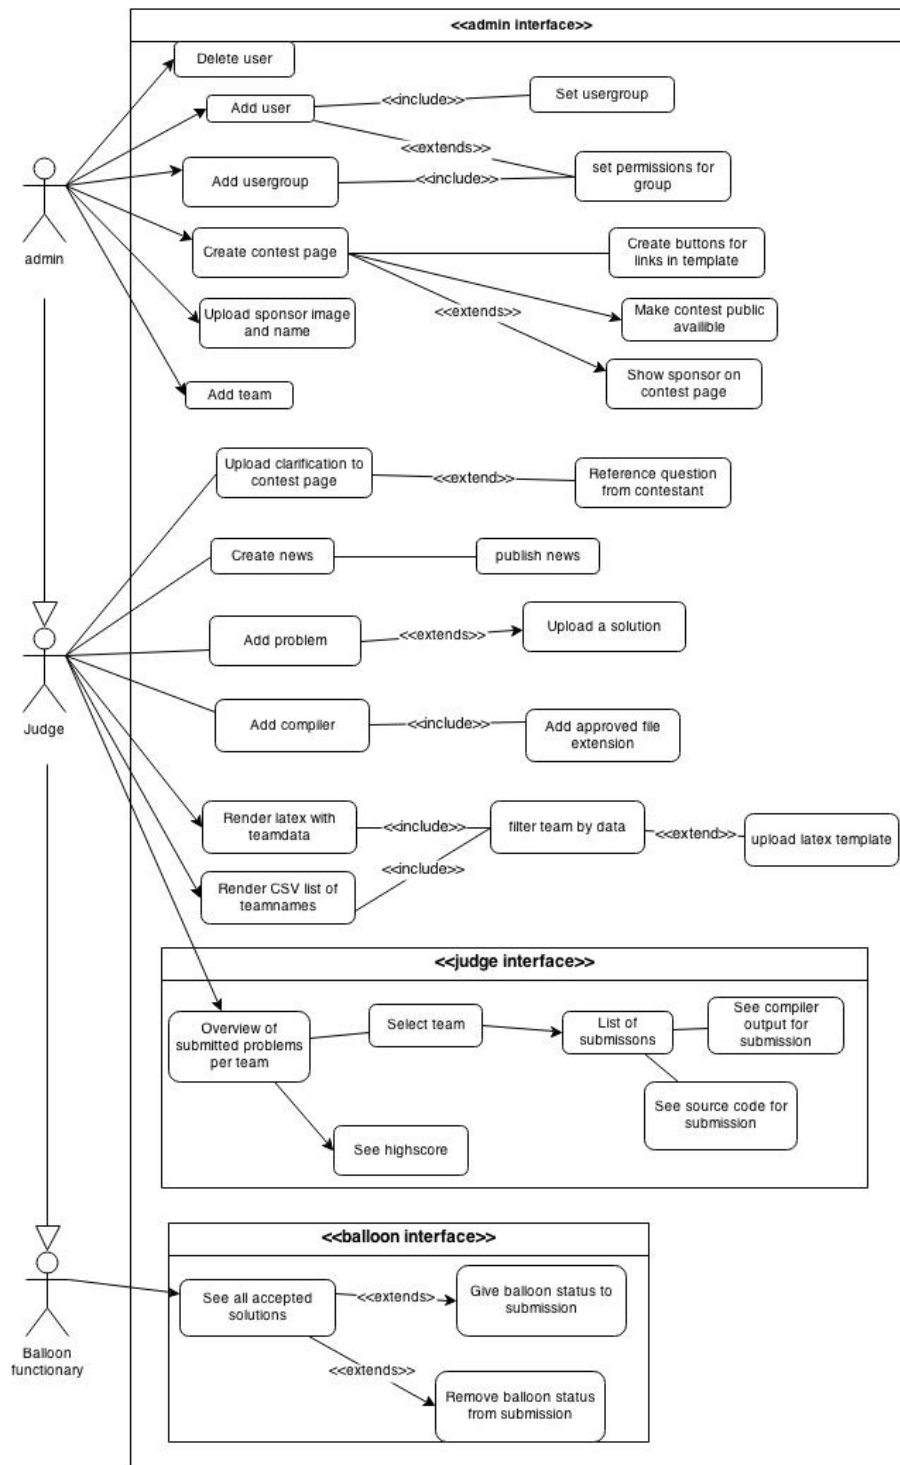 <<admin interface>>
Delete user
Add user
<<include>>
Set usergroup
<<extends>>
Add usergroup
<<include>>
set permissions for
group
admin
Create contest page
Create buttons for
links in template
Upload sponsor image
and name
<<extends>>
Make contest public
availible
Add team
Show sponsor on
contest page
Upload clarification to
contest page
<<extend>>
Reference question
from contestant
Create news
publish news
Add problem
<<extends>>
Upload a solution
Judge
Add compiler
<<include>>
Add approved file
extension
Render latex with
teamdata
<<include>>
filter team by data
<<extend>>
upload latex template
Render CSV list of
teamnames
<<include>>
<<judge interface>>
Overview of
submitted problems
per team
Select team
List of
submissons
See compiler
output for
submission
See source code for
submission
See highscore
<<balloon interface>>
See all accepted
solutions
<<extends>
Give balloon status to
submission
Balloon
functionary
<<extends>>
Remove balloon status
from submission